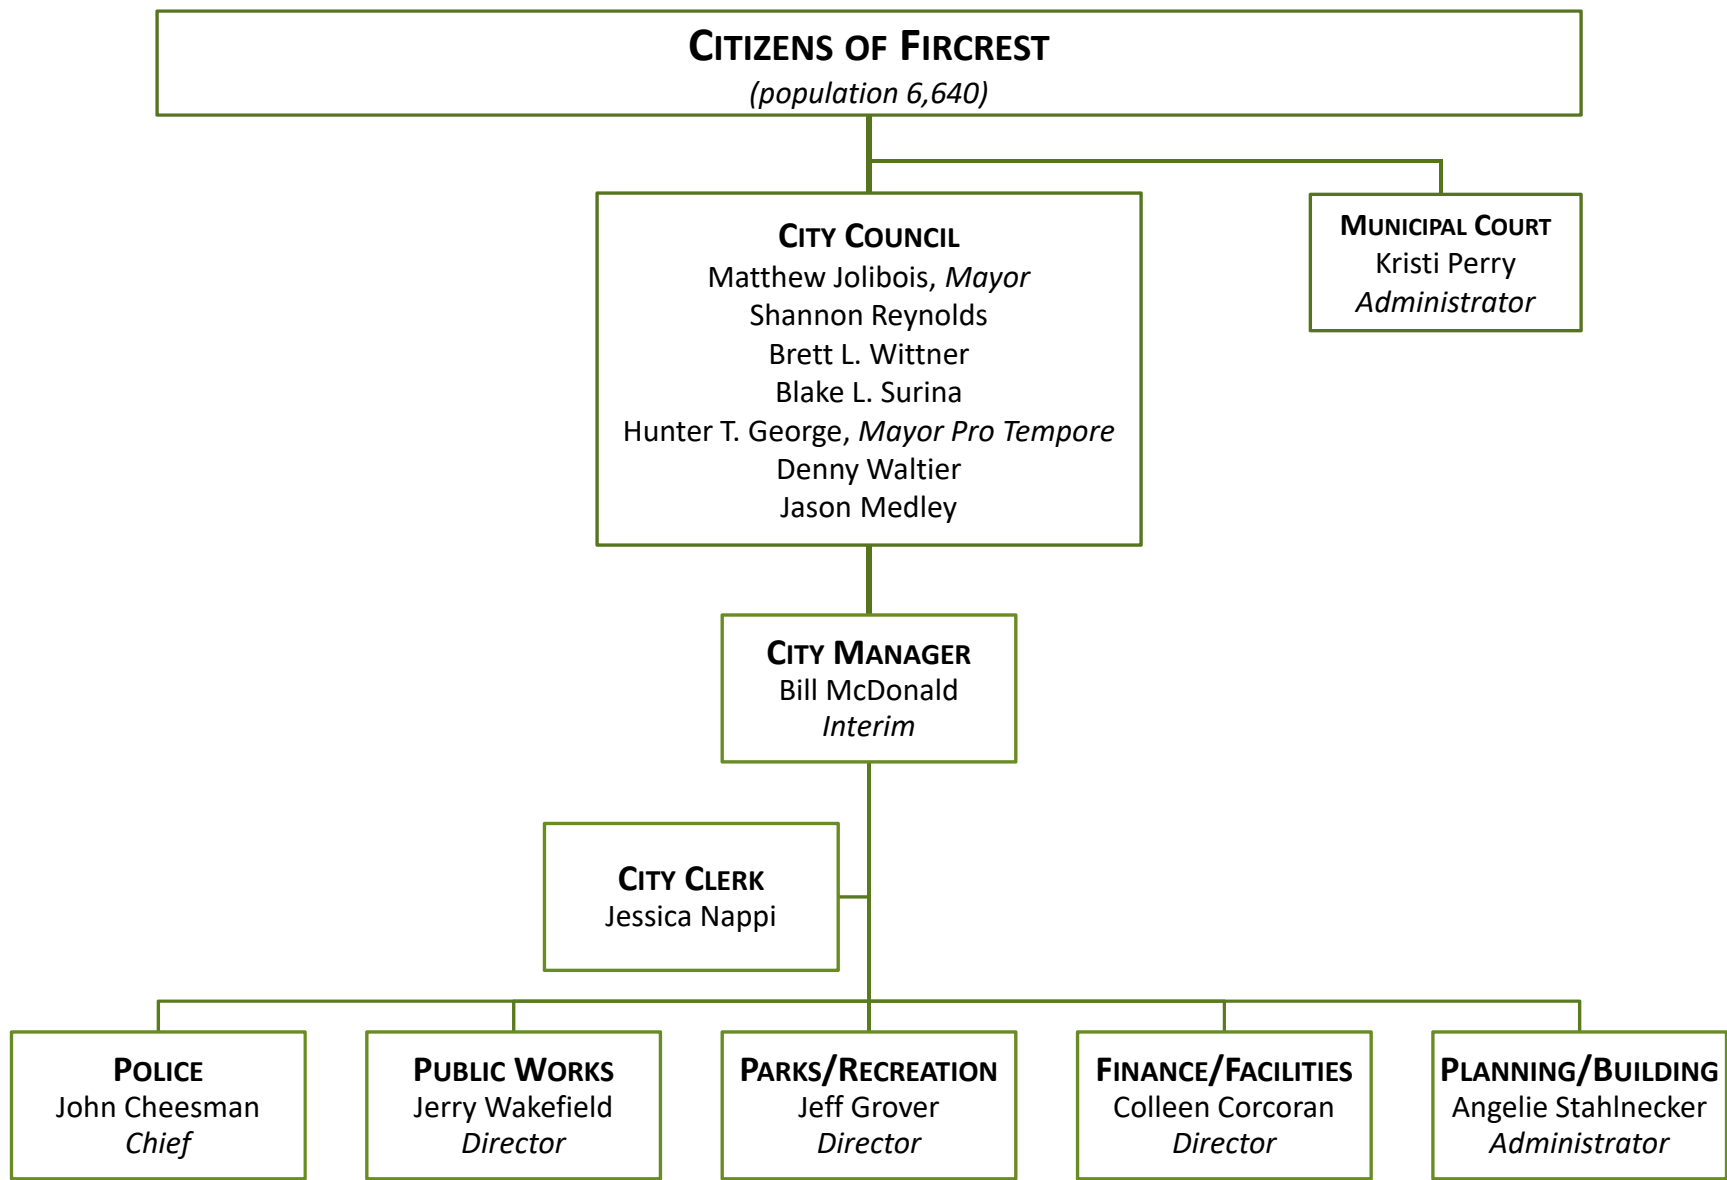 CITIZENS OF FIRCREST
(population 6,640)
CITY COUNCIL
Matthew Jolibois, Mayor
Shannon Reynolds
Brett L. Wittner
Blake L. Surina
Hunter T. George, Mayor Pro Tempore
Denny Waltier
Jason Medley
MUNICIPAL COURT
Kristi Perry
Administrator
CITY MANAGER
Bill McDonald
Interim
CITY CLERK
Jessica Nappi
POLICE
John Cheesman
Chief
PUBLIC WORKS
Jerry Wakefield
Director
PARKS/RECREATION
Jeff Grover
Director
FINANCE/FACILITIES
Colleen Corcoran
Director
PLANNING/BUILDING
Angelie Stahlnecker
Administrator